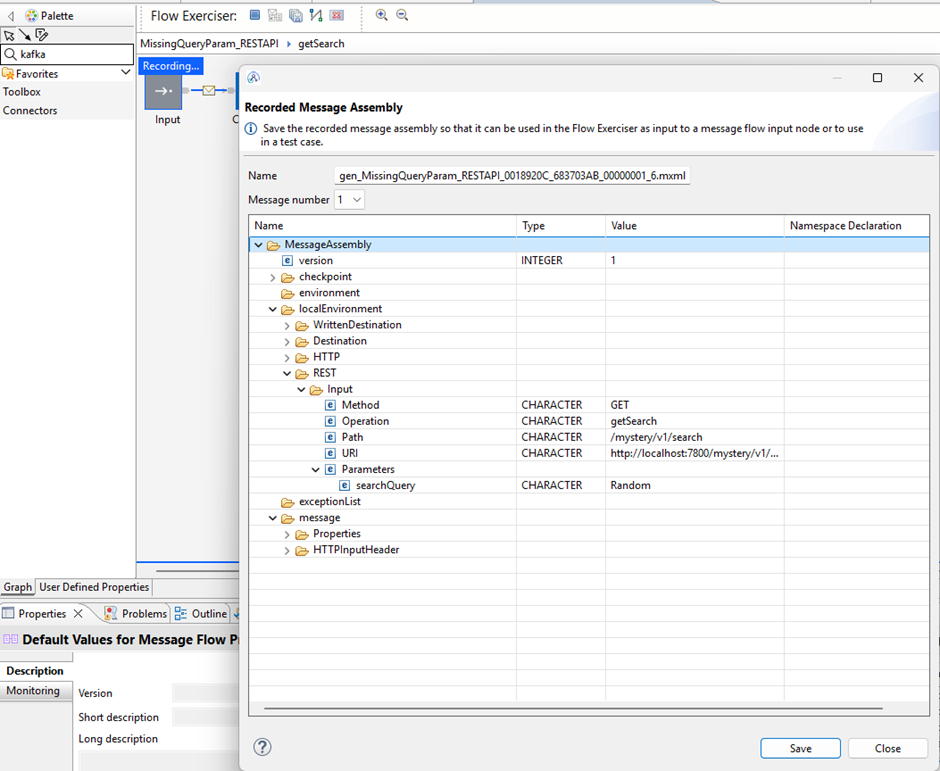 Palette
Flow Exerciser:
kafka
Favorites
Toolbox
Connectors
MissingQueryParam_RESTAPI
getSearch
Recording...
Input
Graph
User Defined Properties
Properties
Problems
Outline
Default Values for Message Flow P
Description
Monitoring
Version
Short description
Long description
Recorded Message Assembly
Save the recorded message assembly so that it can be used in the Flow Exerciser as input to a message flow input node or to use
in a test case.
Name gen_MissingQueryParam_RESTAPI_0018920C_683703AB_00000001_6.mxml
Message number 1
Name Type Value Namespace Declaration
MessageAssembly
version INTEGER 1
checkpoint
environment
localEnvironment
WrittenDestination
Destination
HTTP
REST
Input
Method CHARACTER GET
Operation CHARACTER getSearch
Path CHARACTER /mystery/v1/search
URI CHARACTER http://localhost:7800/mystery/v1/...
Parameters
searchQuery CHARACTER Random
exceptionList
message
Properties
HTTPInputHeader
Save
Close